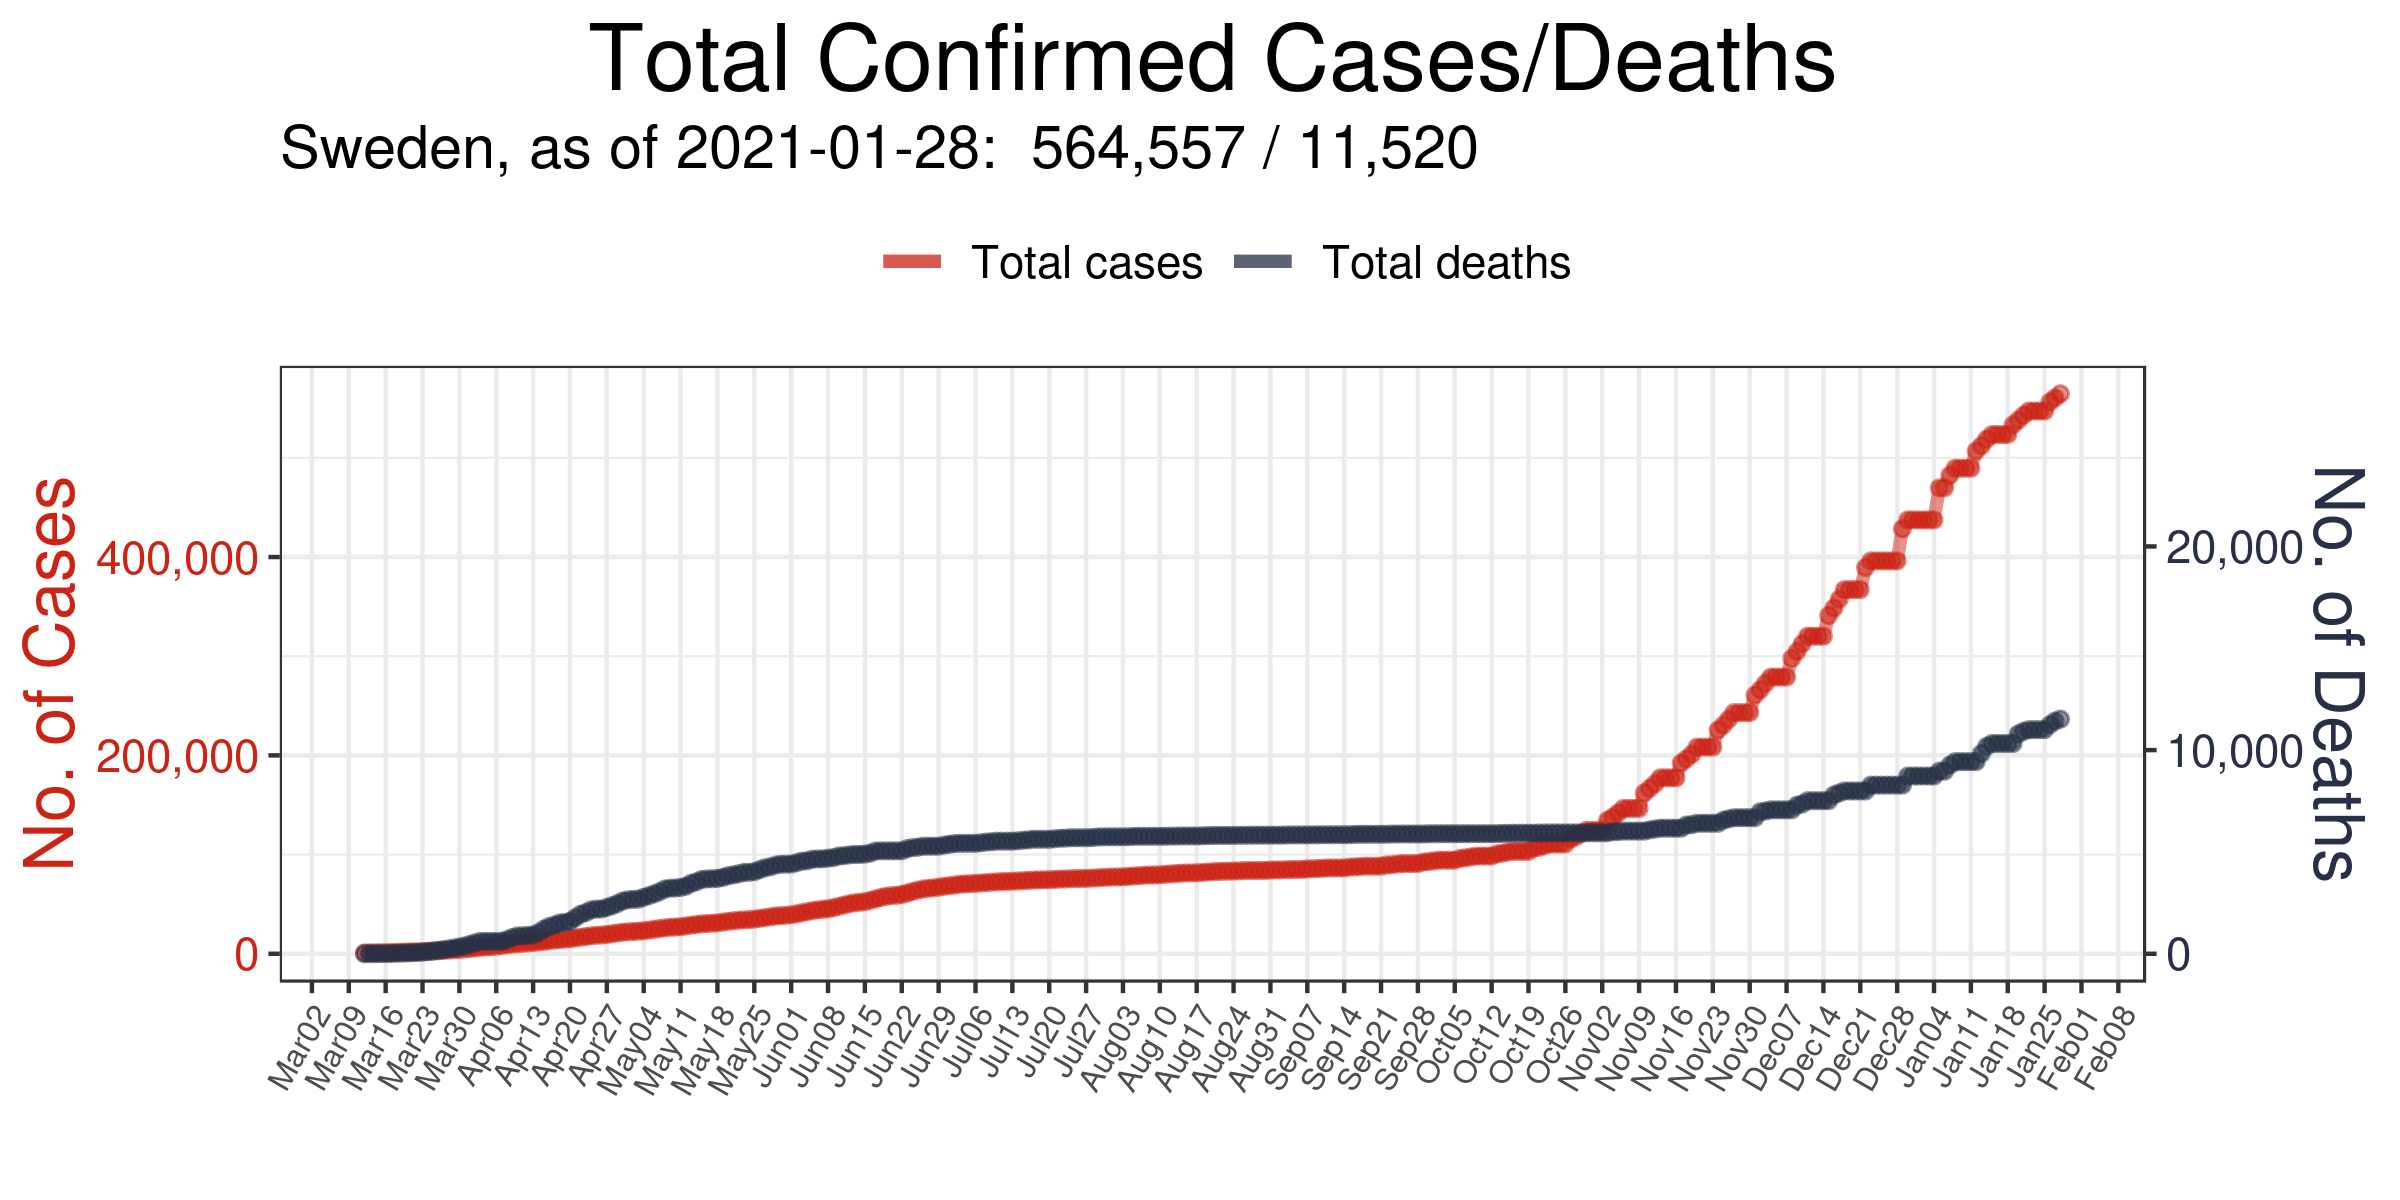 Total Confirmed Cases/Deaths
Sweden, as of 2021-01-28: 564,557 / 11,520
Total cases
Total deaths
No. of Cases
400,000
200,000
0
20,000
10,000
0
No. of Deaths
Mar02
Mar09
Mar16
Mar23
Mar30
Apr06
Apr13
Apr20
Apr27
May04
May11
May18
May25
Jun01
Jun08
Jun15
Jun22
Jun29
Jul06
Jul13
Jul20
Jul27
Aug03
Aug10
Aug17
Aug24
Aug31
Sep07
Sep14
Sep21
Sep28
Oct05
Oct12
Oct19
Oct26
Nov02
Nov09
Nov16
Nov23
Nov30
Dec07
Dec14
Dec21
Dec28
Jan04
Jan11
Jan18
Jan25
Feb01
Feb08